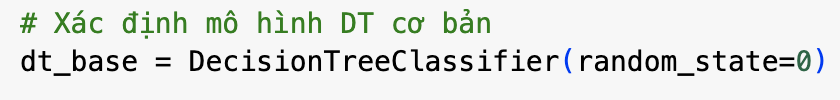 # Xác định mô hình DT cơ bản
dt_base = DecisionTreeClassifier(random_state=0)